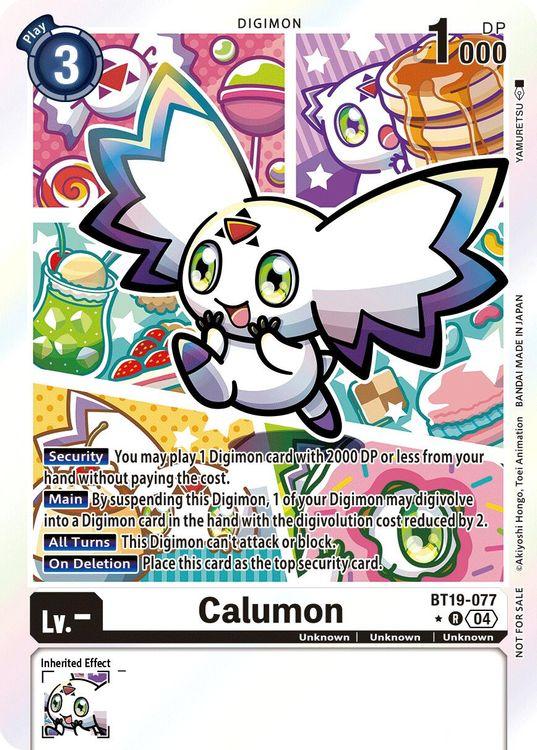 DIGIMON
Play
3
DP
1000
YAMURETSU
Security You may play 1 Digimon card with 2000 DP or less from your
hand without paying the cost.
Main By suspending this Digimon, 1 of your Digimon may digivolve
into a Digimon card in the hand with the digivolution cost reduced by 2.
All Turns This Digimon can't attack or block.
On Deletion Place this card as the top security card.
©Akiyoshi Hongo, Toei Animation BANDAI MADE IN JAPAN
NOT FOR SALE
Lv.–
Calumon
BT19-077
R 04
Unknown | Unknown | Unknown
Inherited Effect
–